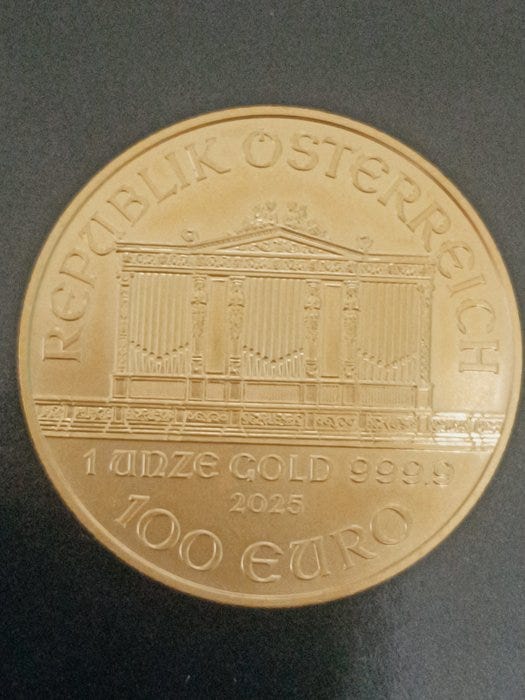 REPUBLIK ÖSTERREICH
1 UNZE GOLD 999.9
2025
100 EURO